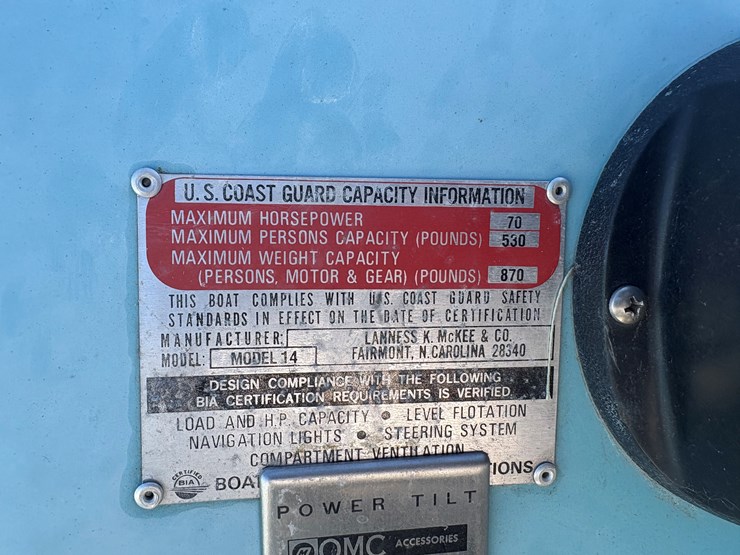 U.S. COAST GUARD CAPACITY INFORMATION
MAXIMUM HORSEPOWER 70
MAXIMUM PERSONS CAPACITY (POUNDS) 530
MAXIMUM WEIGHT CAPACITY
(PERSONS, MOTOR & GEAR) (POUNDS) 870
THIS BOAT COMPLIES WITH U.S. COAST GUARD SAFETY
STANDARDS IN EFFECT ON THE DATE OF CERTIFICATION
MANUFACTURER: LANNESS K. McKEE & CO.
MODEL: MODEL 14 FAIRMONT, N.CAROLINA 28340
DESIGN COMPLIANCE WITH THE FOLLOWING
BIA CERTIFICATION REQUIREMENTS IS VERIFIED
LOAD AND H.P. CAPACITY • LEVEL FLOTATION
NAVIGATION LIGHTS • STEERING SYSTEM
COMPARTMENT VENTILATION
CERTIFIED
BIA
POWER TILT
OMC ACCESSORIES